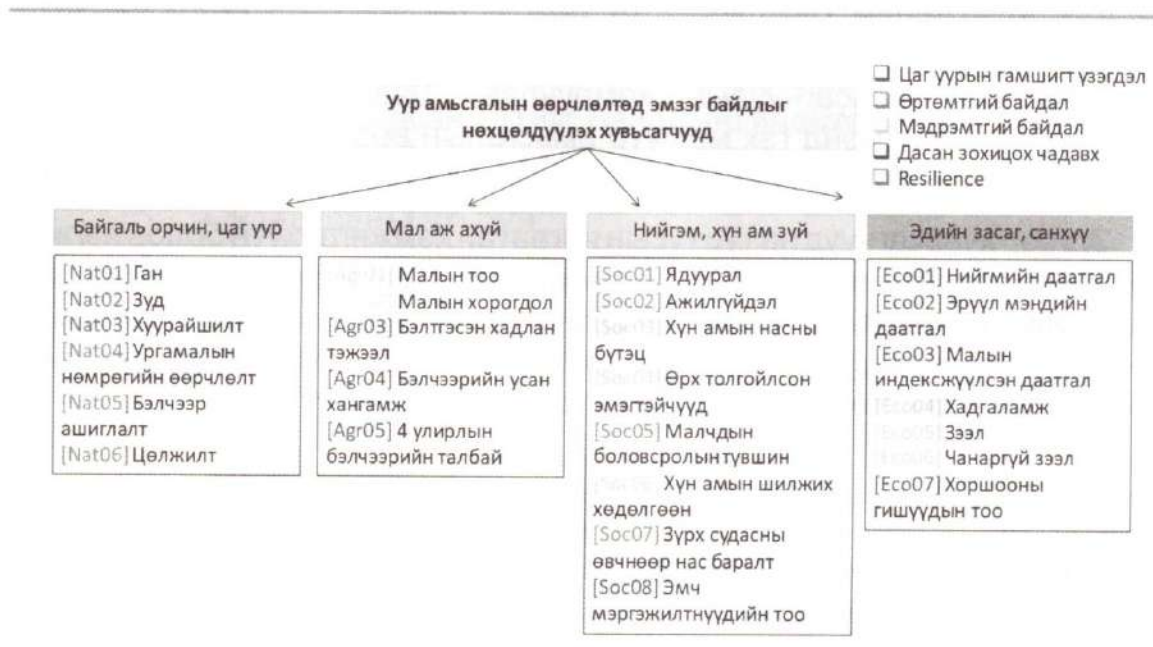 Уур амьсгалын өөрчлөлтөд эмзэг байдлыг
нөхцөлдүүлэх хувьсагчууд
Цаг уурын гамшигт үзэгдэл
Өртөмтгий байдал
Мэдрэмтгий байдал
Дасан зохицох чадавх
Resilience
Байгаль орчин, цаг уур
[Nat01] Ган
[Nat02] Зуд
[Nat03] Хуурайшилт
[Nat04] Ургамалын
нөмрөгийн өөрчлөлт
[Nat05] Бэлчээр
ашиглалт
[Nat06] Цөлжилт
Мал аж ахуй
Малын тоо
Малын хорогдол
[Agr03] Бэлтгэсэн хадлан
тэжээл
[Agr04] Бэлчээрийн усан
хангамж
[Agr05] 4 улирлын
бэлчээрийн талбай
Нийгэм, хүн ам зүй
[Soc01] Ядуурал
[Soc02] Ажилгүйдэл
[Soc03] Хүн амын насны
бүтэц
Өрх толгойлсон
эмэгтэйчүүд
[Soc05] Малчдын
боловсролын түвшин
Хүн амын шилжих
хөдөлгөөн
[Soc07] Зүрх судасны
өвчнөөр нас баралт
[Soc08] Эмч
мэргэжилтнүүдийн тоо
Эдийн засаг, санхүү
[Eco01] Нийгмийн даатгал
[Eco02] Эрүүл мэндийн
даатгал
[Eco03] Малын
индексжүүлсэн даатгал
[Eco04] Хадгаламж
[Eco05] Зээл
[Eco06] Чанаргүй зээл
[Eco07] Хоршооны
гишүүдын тоо